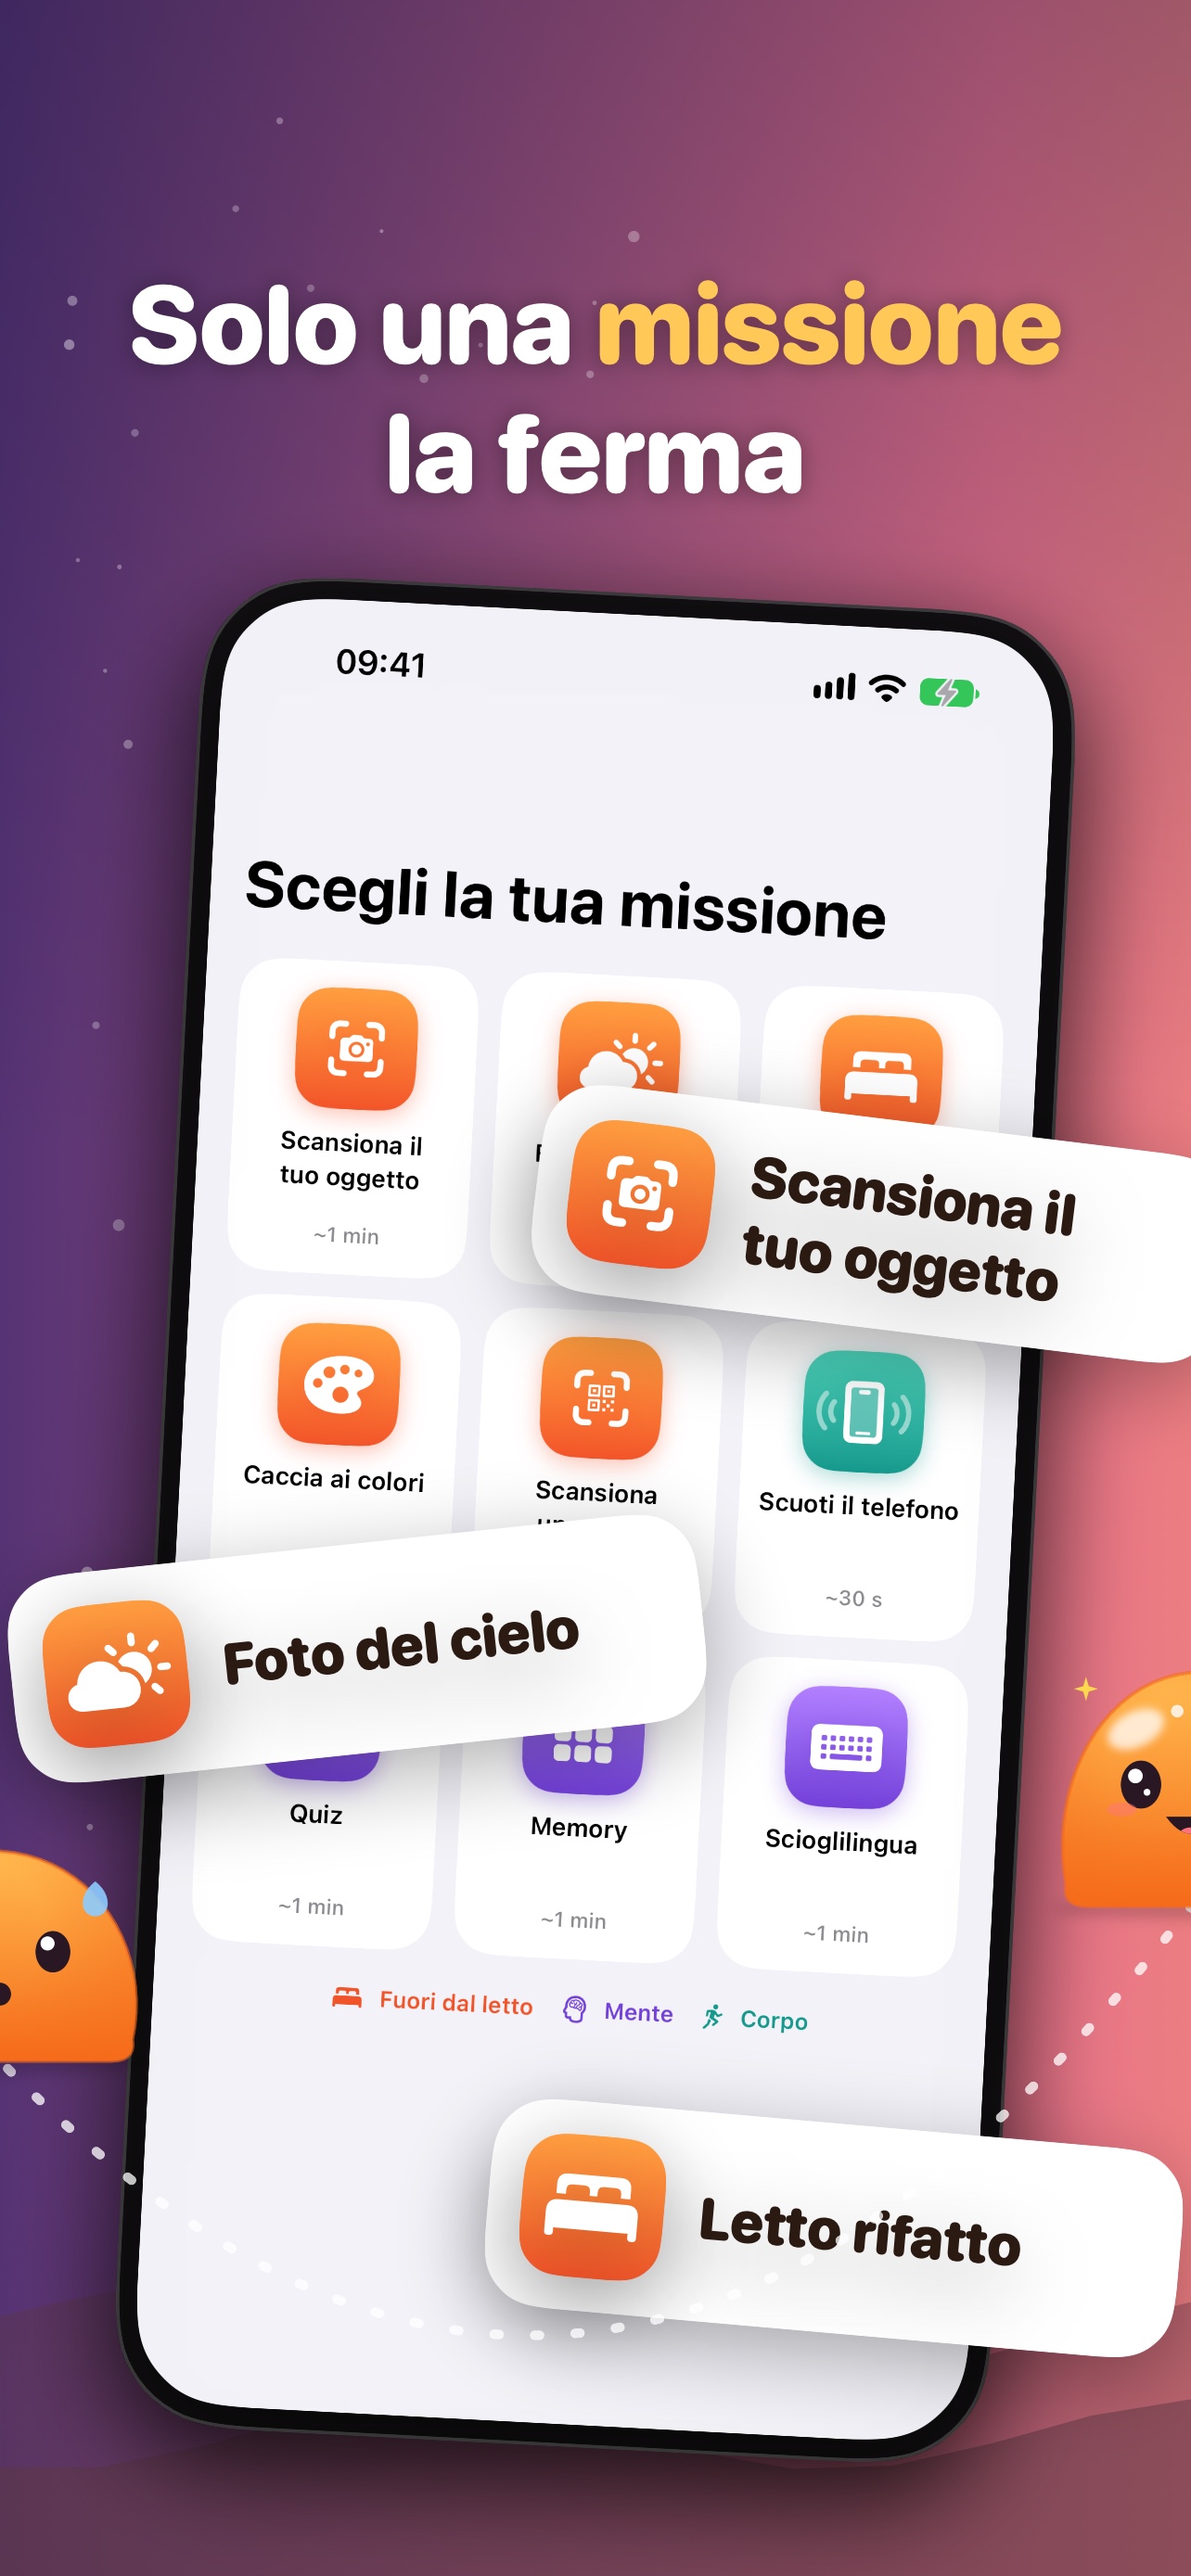 Solo una missione
la ferma
09:41
Scegli la tua missione
Scansiona il
tuo oggetto
~1 min
Scansiona il
tuo oggetto
Caccia ai colori
Scansiona
Scuoti il telefono
~30 s
Foto del cielo
Quiz
~1 min
Memory
~1 min
Scioglilingua
~1 min
Fuori dal letto
Mente
Corpo
Letto rifatto